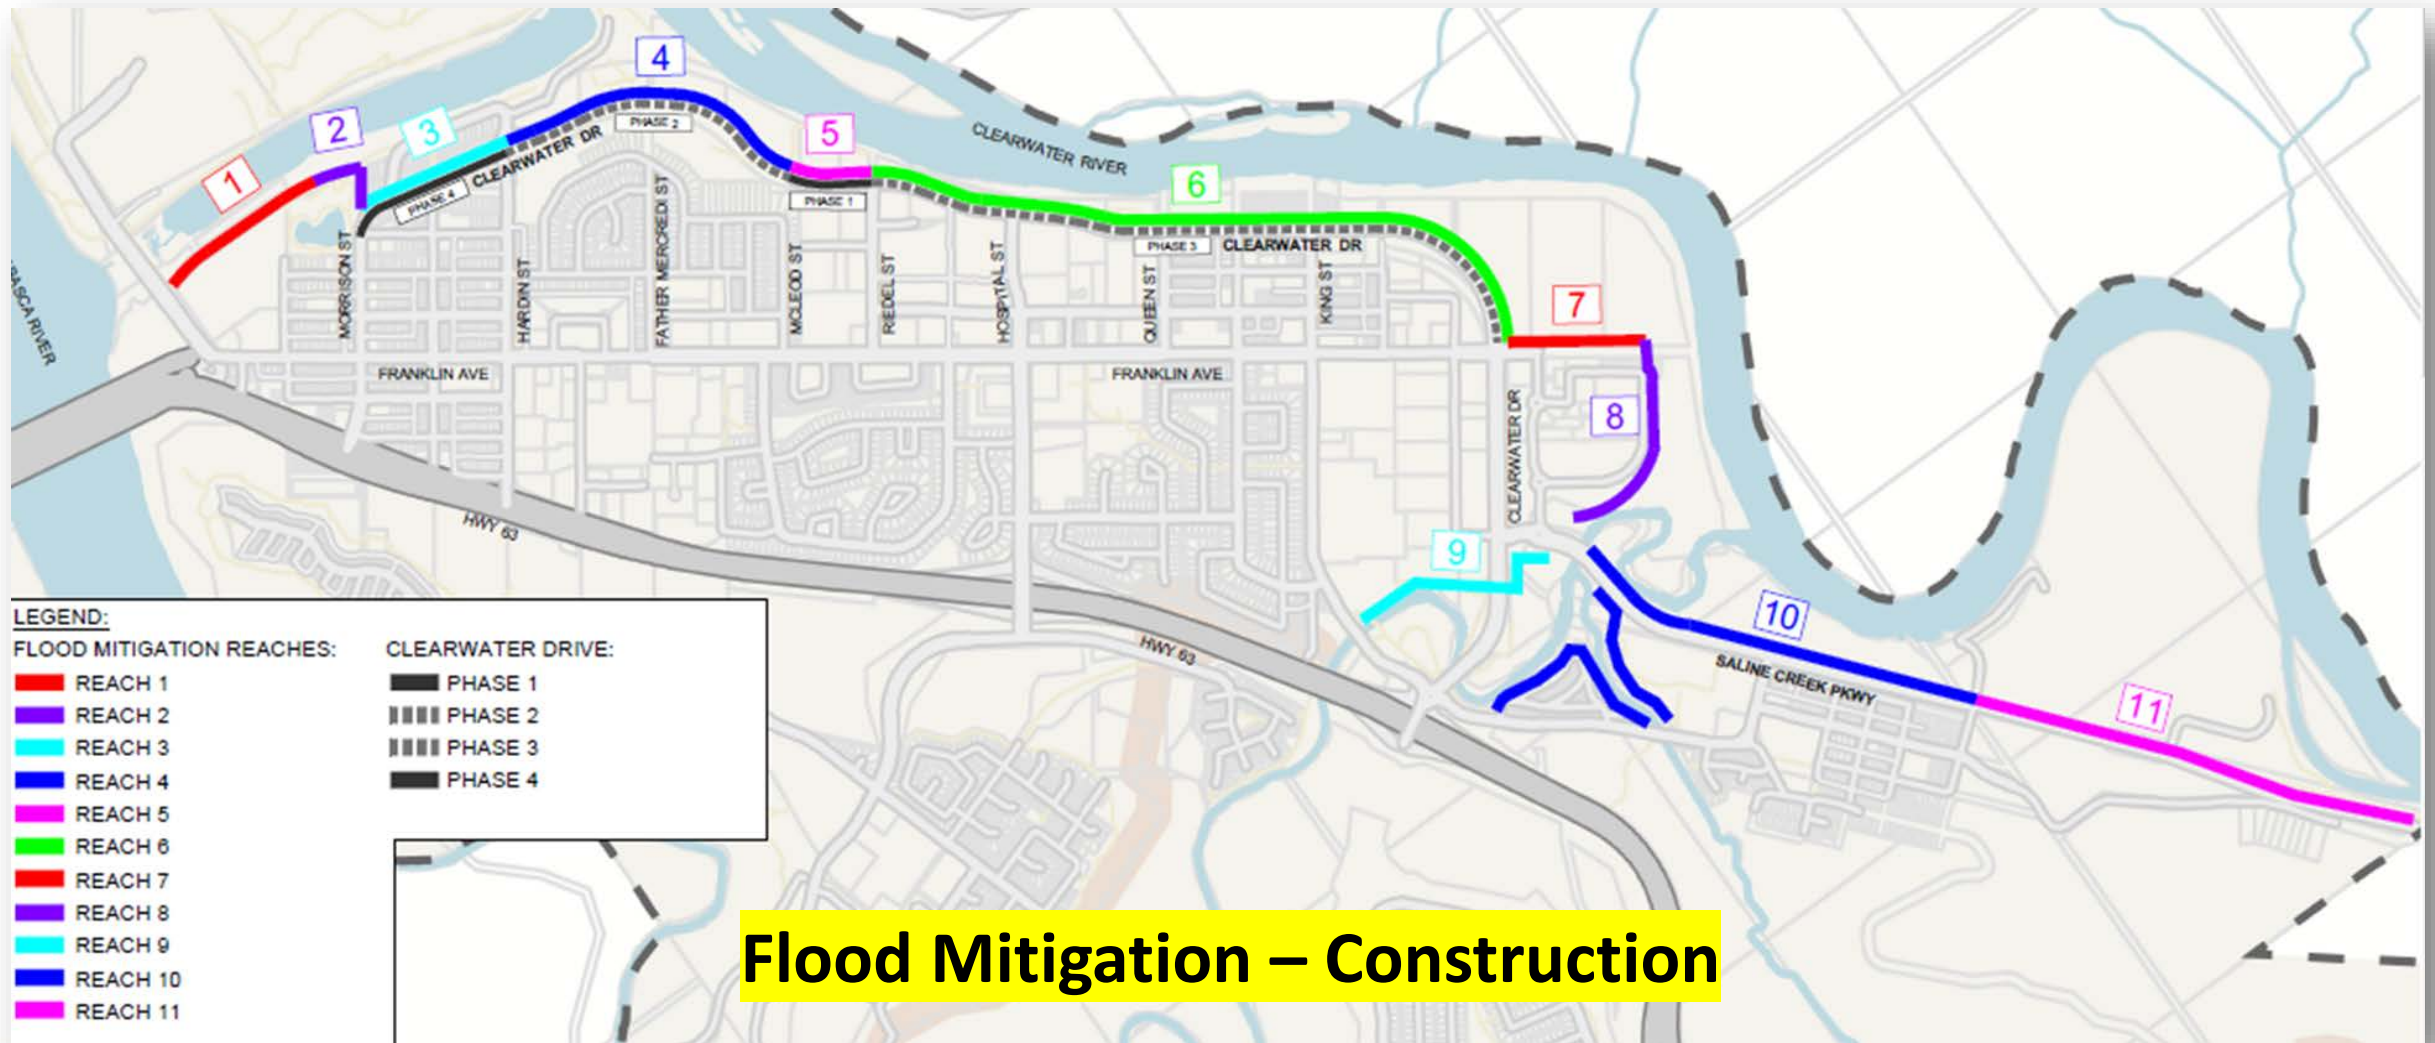 1
2
3
4
5
6
7
8
9
10
11
PHASE 2
PHASE 4
CLEARWATER DR
PHASE 1
PHASE 3
CLEARWATER DR
CLEARWATER RIVER
MORRISON ST
HARDIN ST
FATHER MERCREDI ST
MCLEOD ST
RIEDEL ST
HOSPITAL ST
QUEEN ST
KING ST
RIVER
FRANKLIN AVE
FRANKLIN AVE
CLEARWATER DR
HWY 63
HWY 63
SALINE CREEK PKWY
LEGEND:
FLOOD MITIGATION REACHES:
REACH 1
REACH 2
REACH 3
REACH 4
REACH 5
REACH 6
REACH 7
REACH 8
REACH 9
REACH 10
REACH 11
CLEARWATER DRIVE:
PHASE 1
PHASE 2
PHASE 3
PHASE 4
Flood Mitigation – Construction